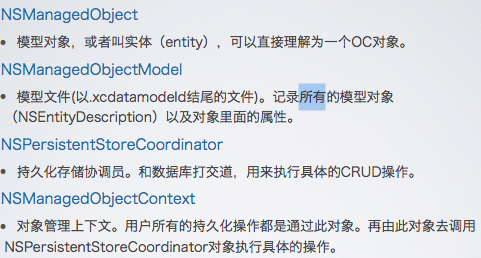 NSManagedObject
• 模型对象，或者叫实体（entity），可以直接理解为一个OC对象。
NSManagedObjectModel
• 模型文件(以.xcdatamodeld结尾的文件)。记录所有的模型对象
（NSEntityDescription）以及对象里面的属性。
NSPersistentStoreCoordinator
• 持久化存储协调员。和数据库打交道，用来执行具体的CRUD操作。
NSManagedObjectContext
• 对象管理上下文。用户所有的持久化操作都是通过此对象。再由此对象去调用
NSPersistentStoreCoordinator对象执行具体的操作。